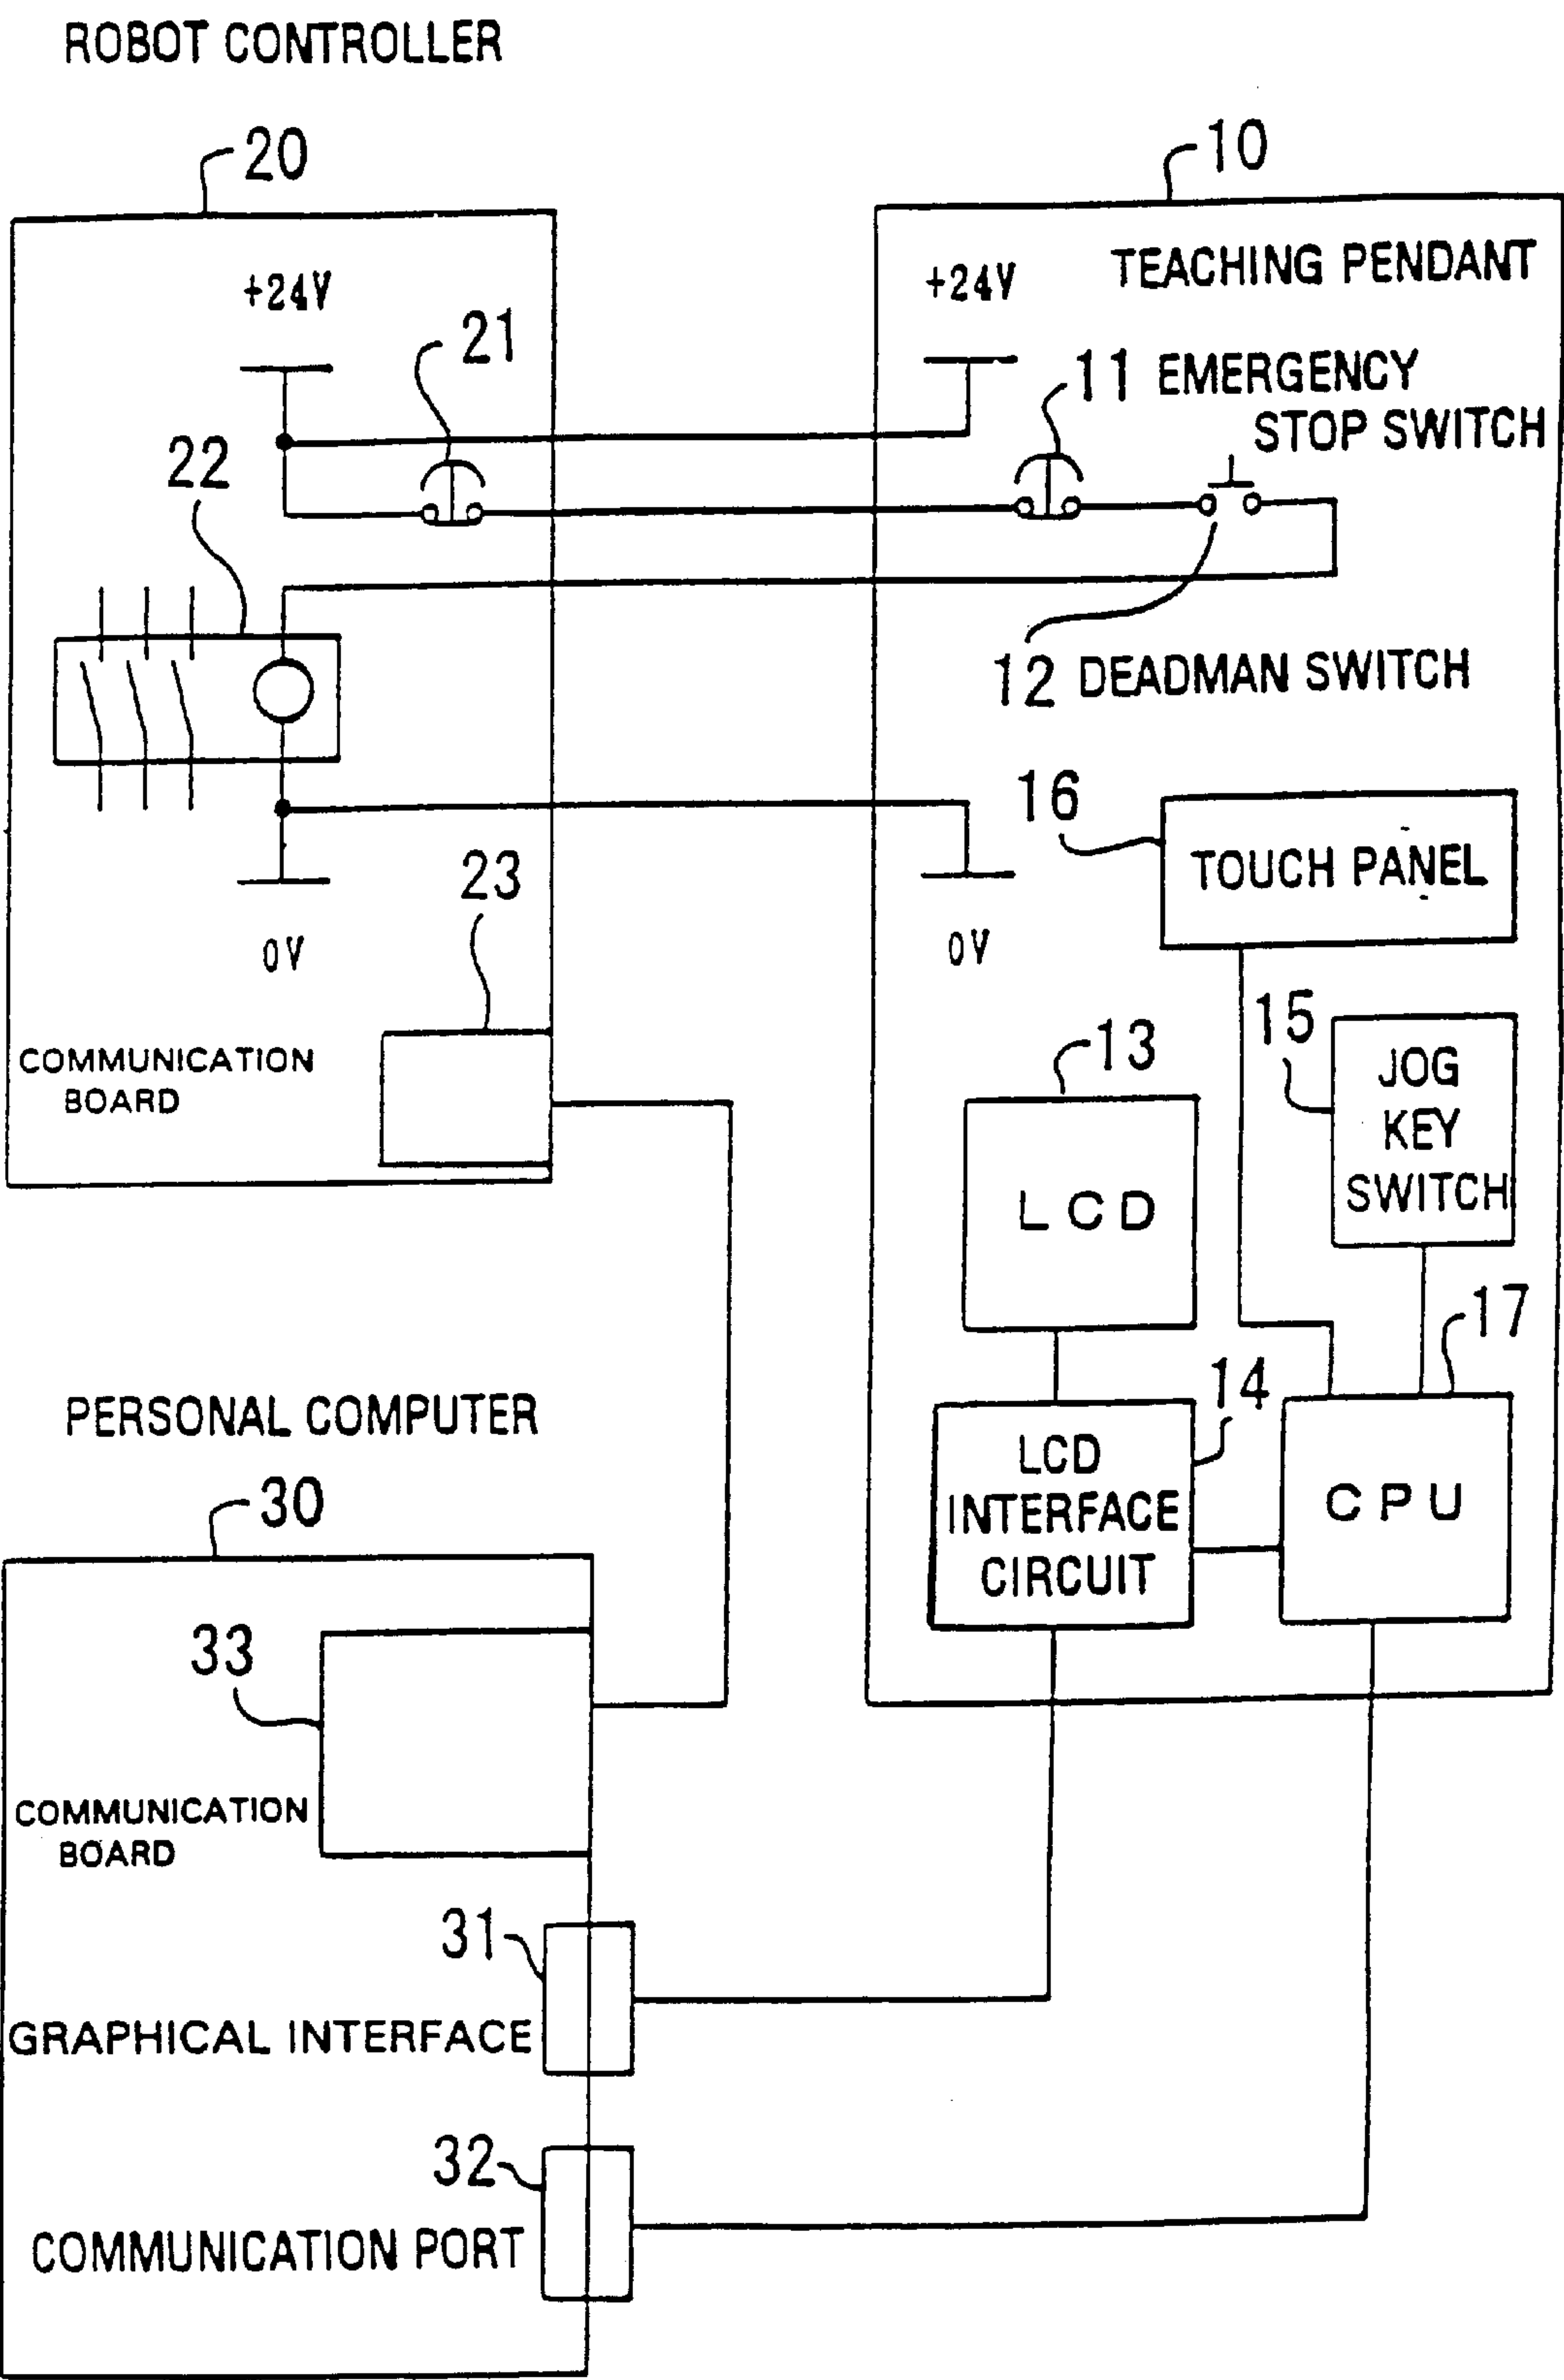 ROBOT CONTROLLER
20
10
+24V
+24V
TEACHING PENDANT
21
11 EMERGENCY
STOP SWITCH
22
12 DEADMAN SWITCH
16
TOUCH PANEL
23
0V
0V
15
JOG
KEY
SWITCH
13
COMMUNICATION
BOARD
LCD
17
14
PERSONAL COMPUTER
LCD
INTERFACE
CIRCUIT
CPU
30
33
COMMUNICATION
BOARD
31
GRAPHICAL INTERFACE
32
COMMUNICATION PORT